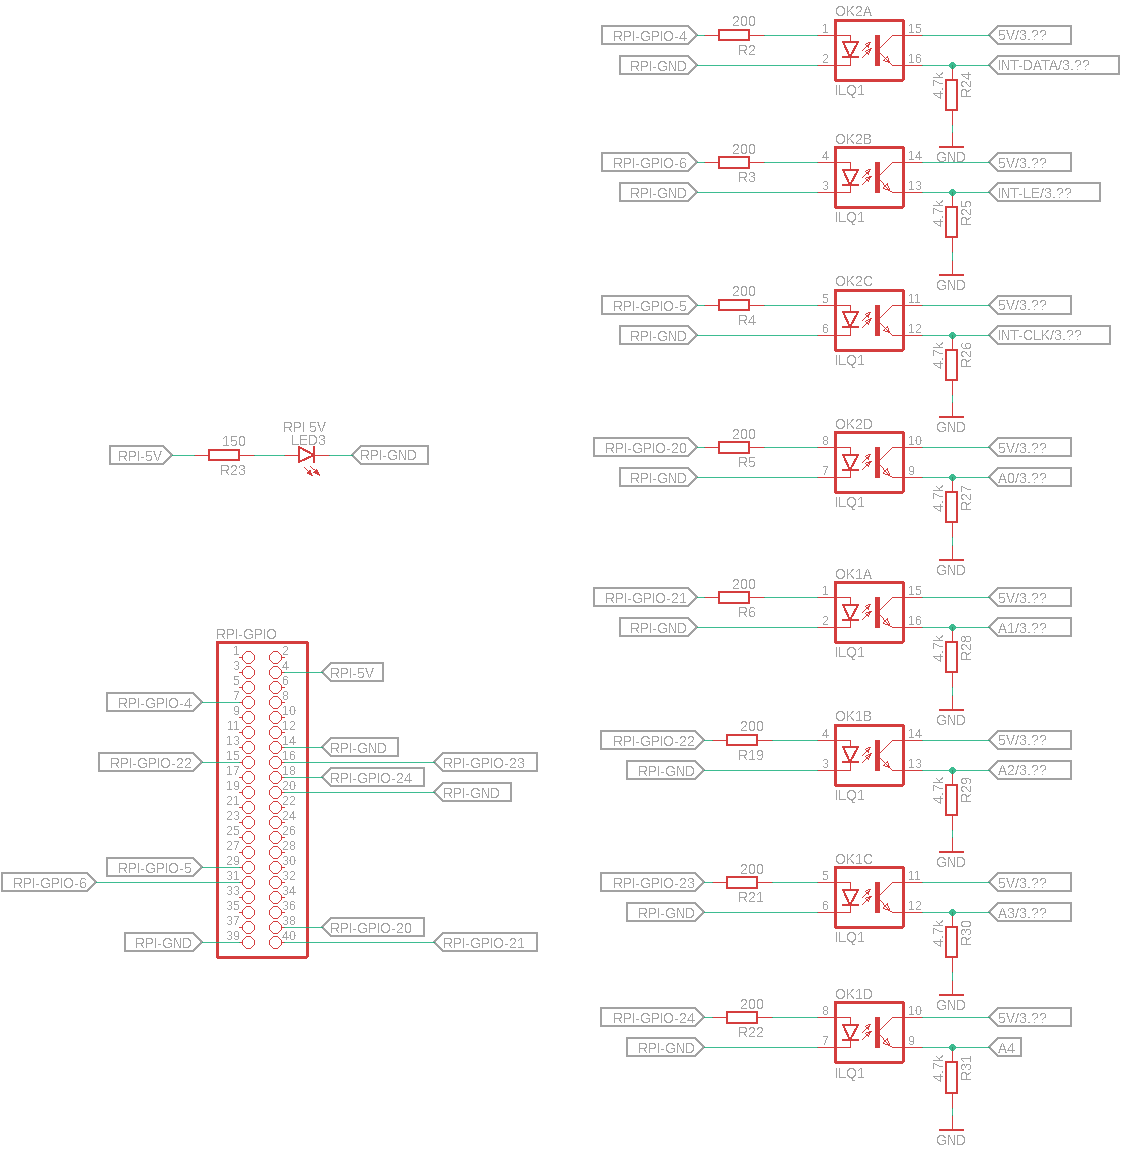 OK2A
RPI-GPIO-4
200
R2
1
15
5V/3.??
RPI-GND
2
16
INT-DATA/3.??
ILQ1
4.7k
R24
GND
OK2B
RPI-GPIO-6
200
R3
4
14
5V/3.??
RPI-GND
3
13
INT-LE/3.??
ILQ1
4.7k
R25
GND
OK2C
RPI-GPIO-5
200
R4
5
11
5V/3.??
RPI-GND
6
12
INT-CLK/3.??
ILQ1
4.7k
R26
GND
OK2D
RPI-GPIO-20
200
R5
8
10
5V/3.??
RPI-GND
7
9
A0/3.??
ILQ1
4.7k
R27
GND
RPI-5V
150
R23
RPI 5V
LED3
RPI-GND
OK1A
RPI-GPIO-21
200
R6
1
15
5V/3.??
RPI-GND
2
16
A1/3.??
ILQ1
4.7k
R28
GND
OK1B
RPI-GPIO-22
200
R19
4
14
5V/3.??
RPI-GND
3
13
A2/3.??
ILQ1
4.7k
R29
GND
OK1C
RPI-GPIO-23
200
R21
5
11
5V/3.??
RPI-GND
6
12
A3/3.??
ILQ1
4.7k
R30
GND
OK1D
RPI-GPIO-24
200
R22
8
10
5V/3.??
RPI-GND
7
9
A4
ILQ1
4.7k
R31
GND
RPI-GPIO
1 2
3 4 RPI-5V
5 6
RPI-GPIO-4 7 8
9 10
11 12
13 14 RPI-GND
RPI-GPIO-22 15 16 RPI-GPIO-23
17 18 RPI-GPIO-24
19 20 RPI-GND
21 22
23 24
25 26
27 28
RPI-GPIO-5 29 30
RPI-GPIO-6 31 32
33 34
35 36
37 38 RPI-GPIO-20
RPI-GND 39 40 RPI-GPIO-21